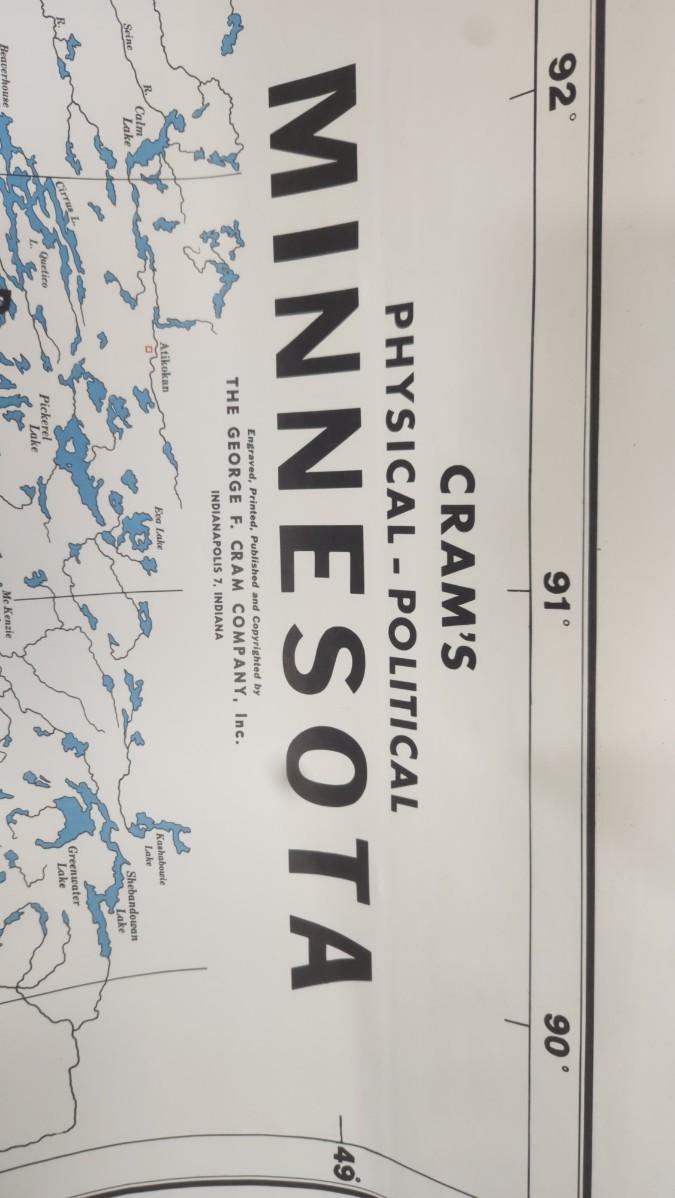 92°
91°
90°
49°
CRAM'S
PHYSICAL - POLITICAL
MINNESOTA
Engraved, Printed, Published and Copyrighted by
THE GEORGE F. CRAM COMPANY, Inc.
INDIANAPOLIS 7, INDIANA
Seine
R.
R.
Calm
Lake
Beaverhouse
Cirrus L.
Quetico
L.
Atikokan
Pickerel
Lake
Eva Lake
Mc Kenzie
Kashabowie
Lake
Shebandowan
Lake
Greenwater
Lake